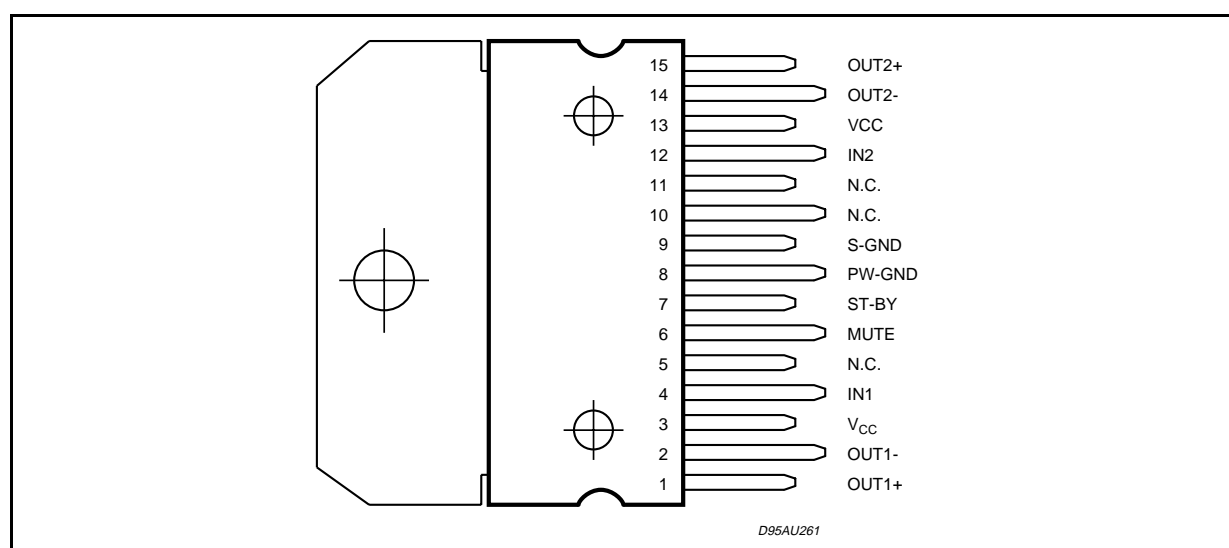 15 OUT2+
14 OUT2-
13 VCC
12 IN2
11 N.C.
10 N.C.
9 S-GND
8 PW-GND
7 ST-BY
6 MUTE
5 N.C.
4 IN1
3 VCC
2 OUT1-
1 OUT1+
D95AU261